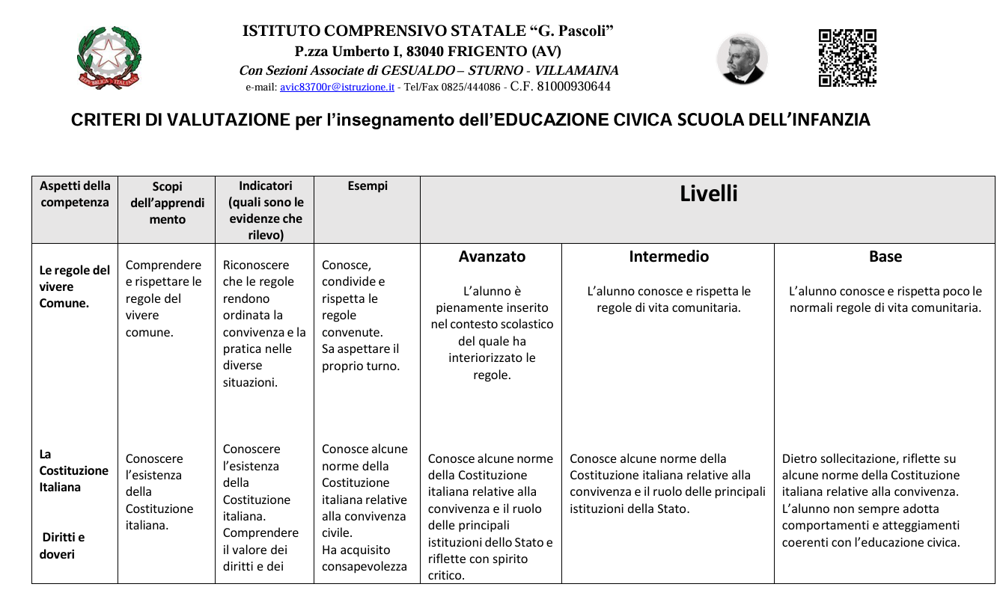 ISTITUTO COMPRENSIVO STATALE “G. Pascoli”
P.zza Umberto I, 83040 FRIGENTO (AV)
Con Sezioni Associate di GESUALDO – STURNO - VILLAMAINA
e-mail: avic83700r@istruzione.it - Tel/Fax 0825/444086 - C.F. 81000930644
REPVBBLICA ITALIANA
CRITERI DI VALUTAZIONE per l’insegnamento dell’EDUCAZIONE CIVICA SCUOLA DELL’INFANZIA
Aspetti della
competenza
Scopi
dell’apprendi
mento
Indicatori
(quali sono le
evidenze che
rilevo)
Esempi
Livelli
Le regole del
vivere
Comune.
Comprendere
e rispettare le
regole del
vivere
comune.
Riconoscere
che le regole
rendono
ordinata la
convivenza e la
pratica nelle
diverse
situazioni.
Conosce,
condivide e
rispetta le
regole
convenute.
Sa aspettare il
proprio turno.
Avanzato
L’alunno è
pienamente inserito
nel contesto scolastico
del quale ha
interiorizzato le
regole.
Intermedio
L’alunno conosce e rispetta le
regole di vita comunitaria.
Base
L’alunno conosce e rispetta poco le
normali regole di vita comunitaria.
La
Costituzione
Italiana
Diritti e
doveri
Conoscere
l’esistenza
della
Costituzione
italiana.
Conoscere
l’esistenza
della
Costituzione
italiana.
Comprendere
il valore dei
diritti e dei
Conosce alcune
norme della
Costituzione
italiana relative
alla convivenza
civile.
Ha acquisito
consapevolezza
Conosce alcune norme
della Costituzione
italiana relative alla
convivenza e il ruolo
delle principali
istituzioni dello Stato e
riflette con spirito
critico.
Conosce alcune norme della
Costituzione italiana relative alla
convivenza e il ruolo delle principali
istituzioni della Stato.
Dietro sollecitazione, riflette su
alcune norme della Costituzione
italiana relative alla convivenza.
L’alunno non sempre adotta
comportamenti e atteggiamenti
coerenti con l’educazione civica.